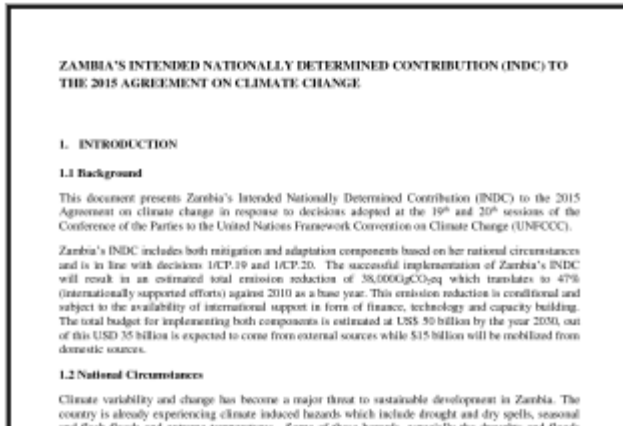 ZAMBIA'S INTENDED NATIONALLY DETERMINED CONTRIBUTION (INDC) TO
THE 2015 AGREEMENT ON CLIMATE CHANGE
1. INTRODUCTION
1.1 Background
This document presents Zambia's Intended Nationally Determined Contribution (INDC) to the 2015
Agreement on climate change in response to decisions adopted at the 19th and 20th sessions of the
Conference of the Parties to the United Nations Framework Convention on Climate Change (UNFCCC).
Zambia's INDC includes both mitigation and adaptation components based on her national circumstances
and is in line with decisions 1/CP.19 and 1/CP.20. The successful implementation of Zambia's INDC
will result in an estimated total emission reduction of 38,000GgCO₂eq which translates to 47%
(internationally supported efforts) against 2010 as a base year. This emission reduction is conditional and
subject to the availability of international support in form of finance, technology and capacity building.
The total budget for implementing both components is estimated at US$ 50 billion by the year 2030, out
of this USD 35 billion is expected to come from external sources while $15 billion will be mobilized from
domestic sources.
1.2 National Circumstances
Climate variability and change has become a major threat to sustainable development in Zambia. The
country is already experiencing climate induced hazards which include drought and dry spells, seasonal